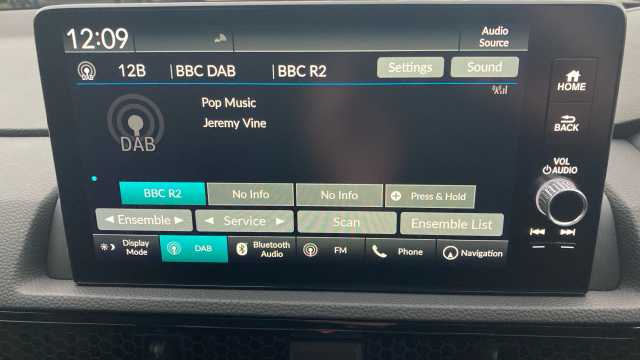 12:09
Audio Source
DAB 12B |BBC DAB |BBC R2 Settings Sound
Pop Music
Jeremy Vine
DAB
BBC R2 No Info No Info Press & Hold
Ensemble Service Scan Ensemble List
Display Mode DAB Bluetooth Audio FM Phone Navigation
HOME
BACK
VOL
AUDIO